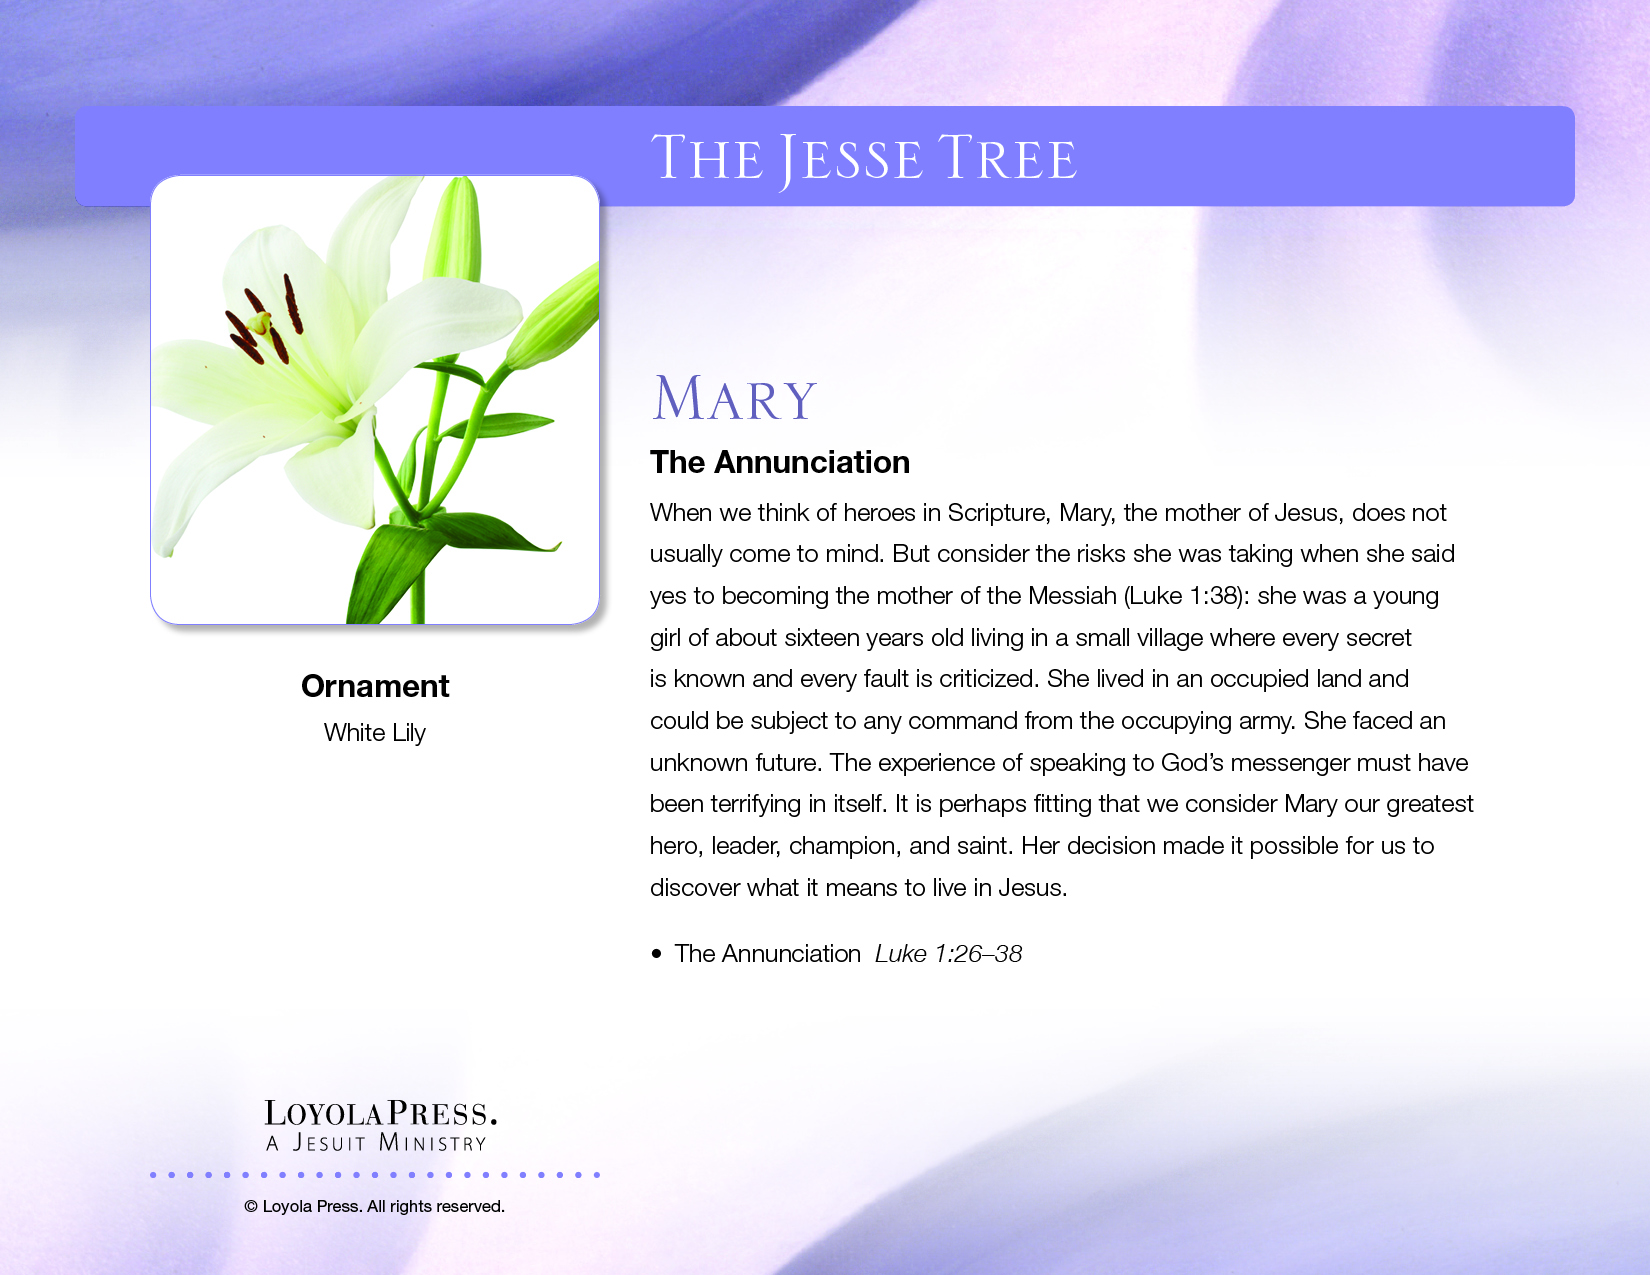 The Jesse Tree
Mary
The Annunciation
When we think of heroes in Scripture, Mary, the mother of Jesus, does not
usually come to mind. But consider the risks she was taking when she said
yes to becoming the mother of the Messiah (Luke 1:38): she was a young
girl of about sixteen years old living in a small village where every secret
is known and every fault is criticized. She lived in an occupied land and
could be subject to any command from the occupying army. She faced an
unknown future. The experience of speaking to God’s messenger must have
been terrifying in itself. It is perhaps fitting that we consider Mary our greatest
hero, leader, champion, and saint. Her decision made it possible for us to
discover what it means to live in Jesus.
• The Annunciation Luke 1:26–38
Ornament
White Lily
LoyolaPress.
A Jesuit Ministry
© Loyola Press. All rights reserved.